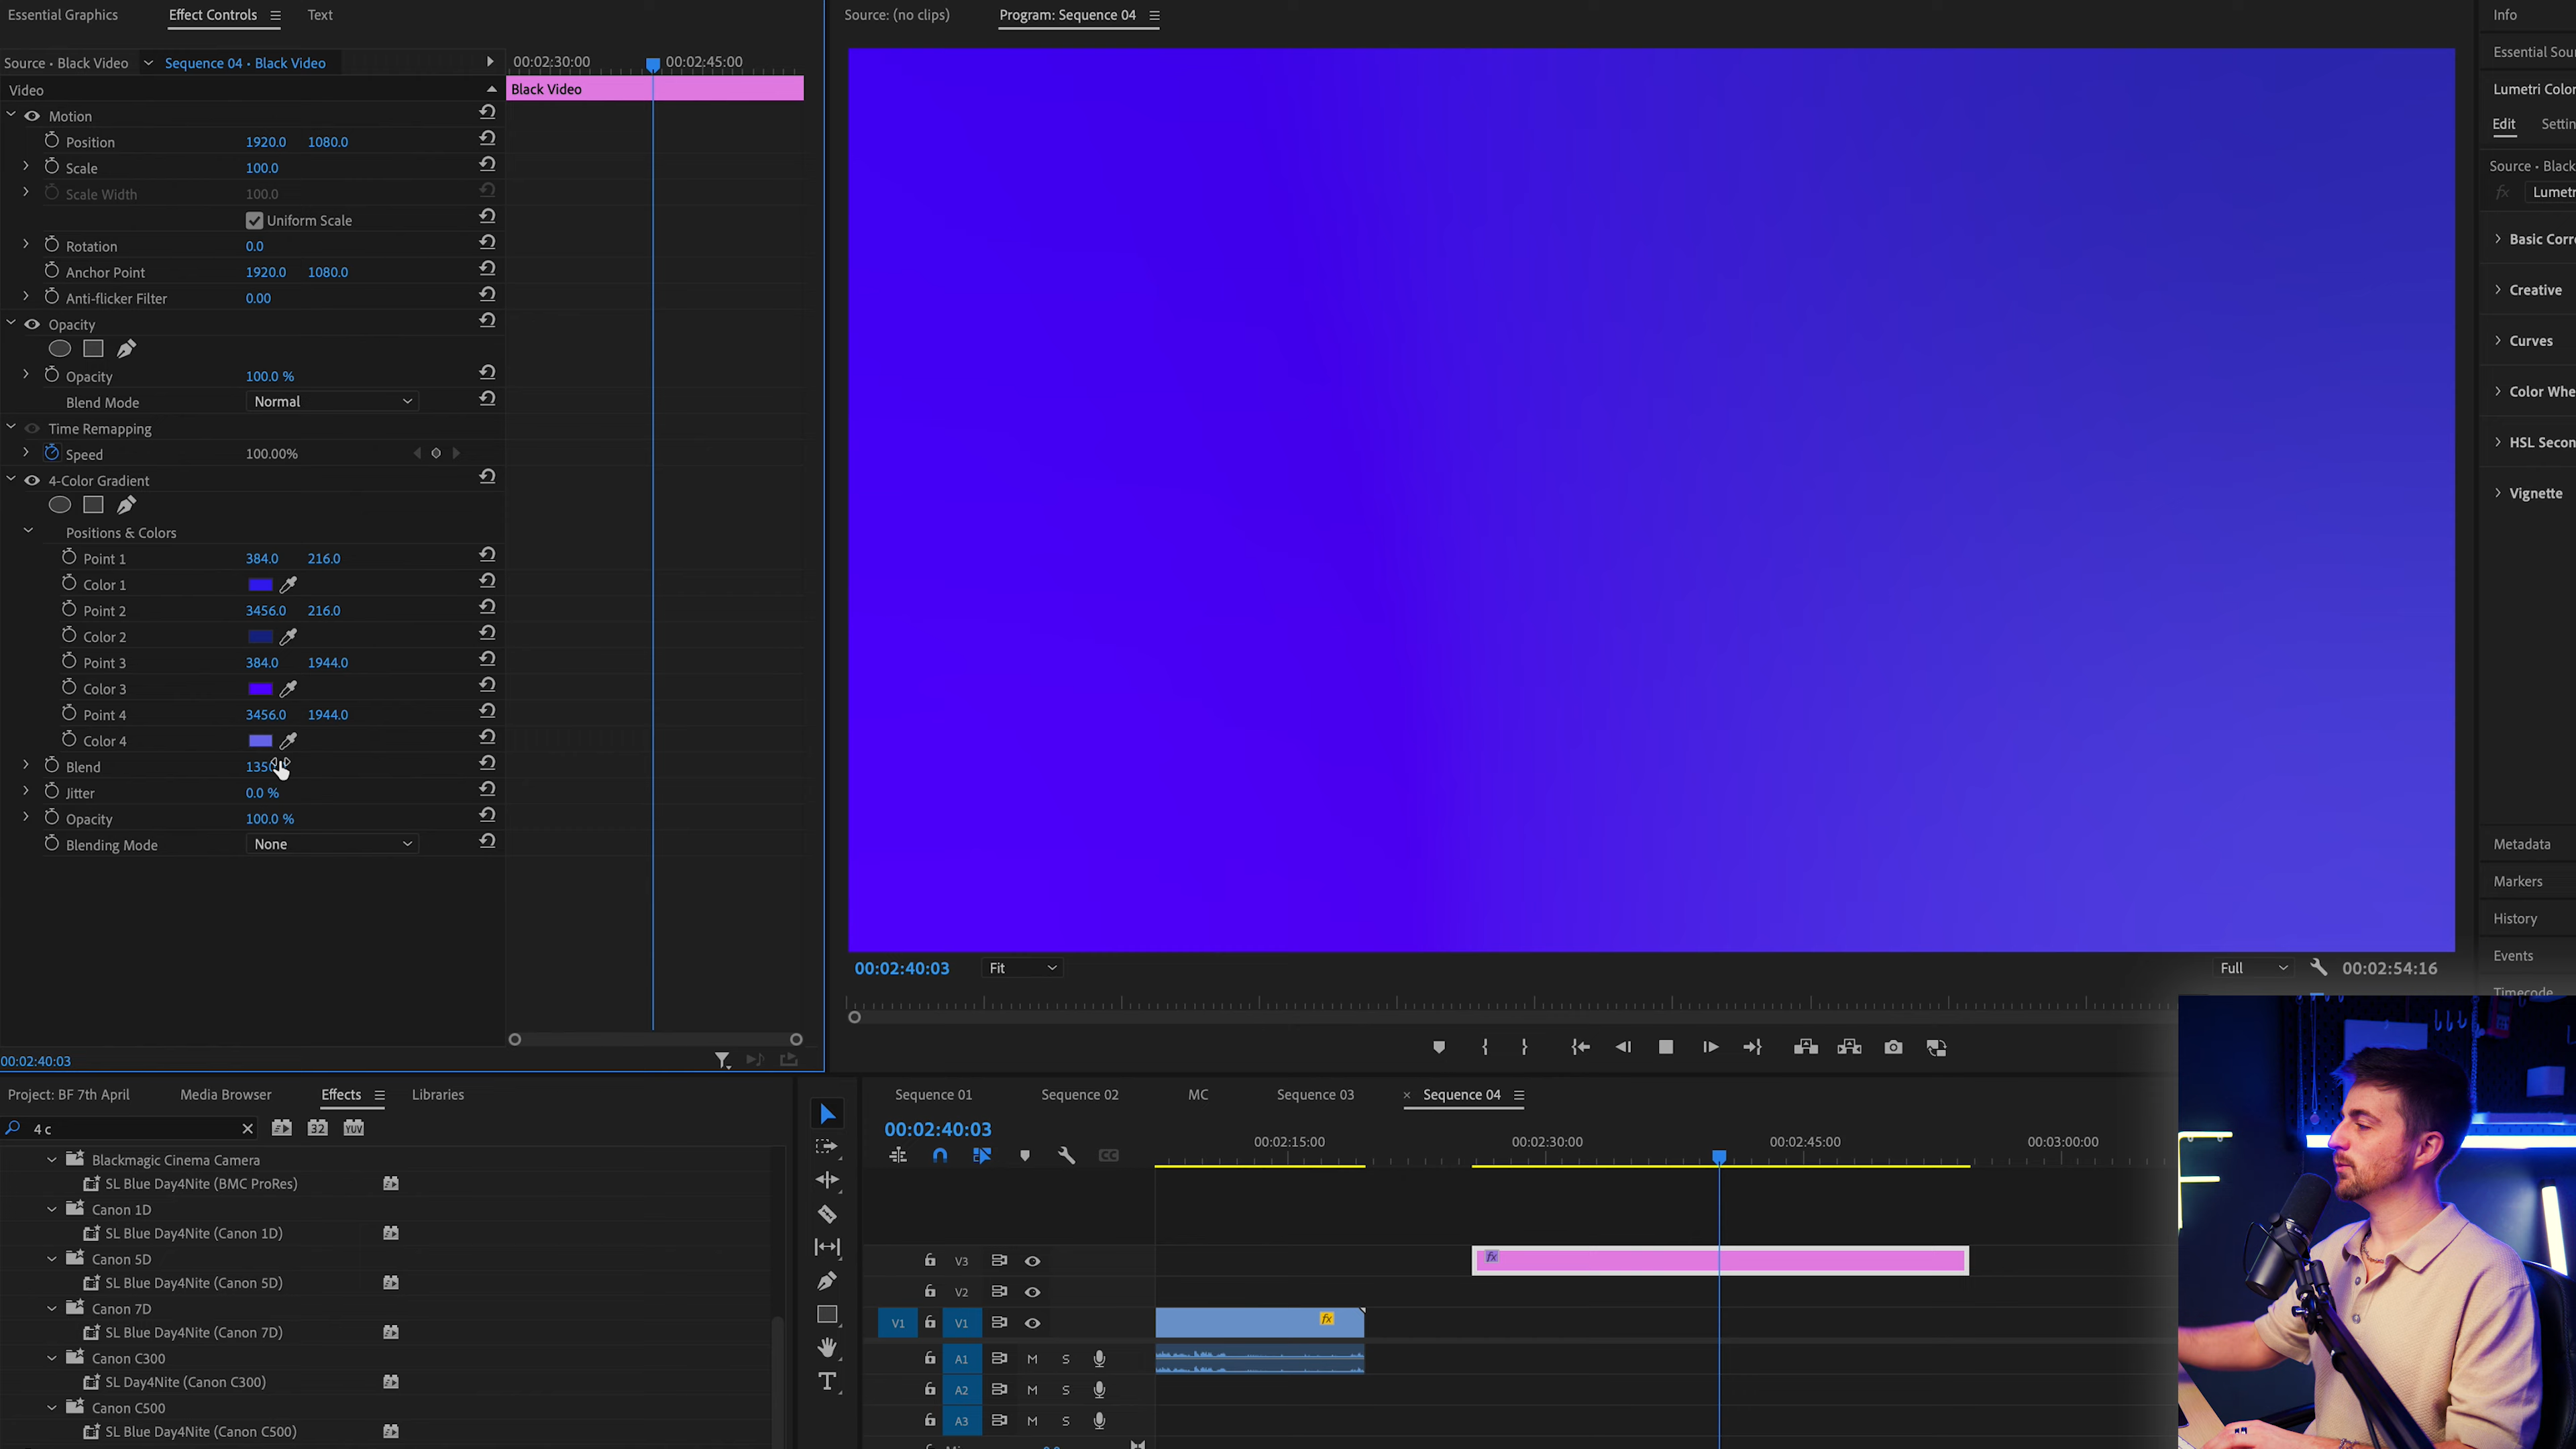 Essential Graphics
Effect Controls
Text
Source: (no clips)
Program: Sequence 04
Info
Source • Black Video
Sequence 04 • Black Video
00:02:30:00
00:02:45:00
Essential Sou
Video
Black Video
Lumetri Color
Motion
Edit
Settin
Position 1920.0 1080.0
Scale 100.0
Source • Black
Scale Width 100.0
fx
Lumetr
Uniform Scale
Rotation 0.0
Basic Corre
Anchor Point 1920.0 1080.0
Anti-flicker Filter 0.00
Creative
Opacity
Curves
Opacity 100.0 %
Blend Mode Normal
Color Whe
Time Remapping
HSL Secon
Speed 100.00%
4-Color Gradient
Vignette
Positions & Colors
Point 1 384.0 216.0
Color 1
Point 2 3456.0 216.0
Color 2
Point 3 384.0 1944.0
Color 3
Point 4 3456.0 1944.0
Color 4
Blend
Jitter 0.0 %
Opacity 100.0 %
Blending Mode None
Metadata
Markers
History
Events
Timecode
00:02:40:03
Fit
Full
00:02:54:16
00:02:40:03
Project: BF 7th April
Media Browser
Effects
Libraries
Sequence 01
Sequence 02
MC
Sequence 03
× Sequence 04
4 c
32
YUV
00:02:40:03
00:02:15:00
00:02:30:00
00:02:45:00
00:03:00:00
Blackmagic Cinema Camera
SL Blue Day4Nite (BMC ProRes)
Canon 1D
SL Blue Day4Nite (Canon 1D)
Canon 5D
SL Blue Day4Nite (Canon 5D)
Canon 7D
SL Blue Day4Nite (Canon 7D)
Canon C300
SL Day4Nite (Canon C300)
Canon C500
SL Blue Day4Nite (Canon C500)
V3
fx
V2
V1 V1
fx
A1 M S
A2 M S
A3 M S